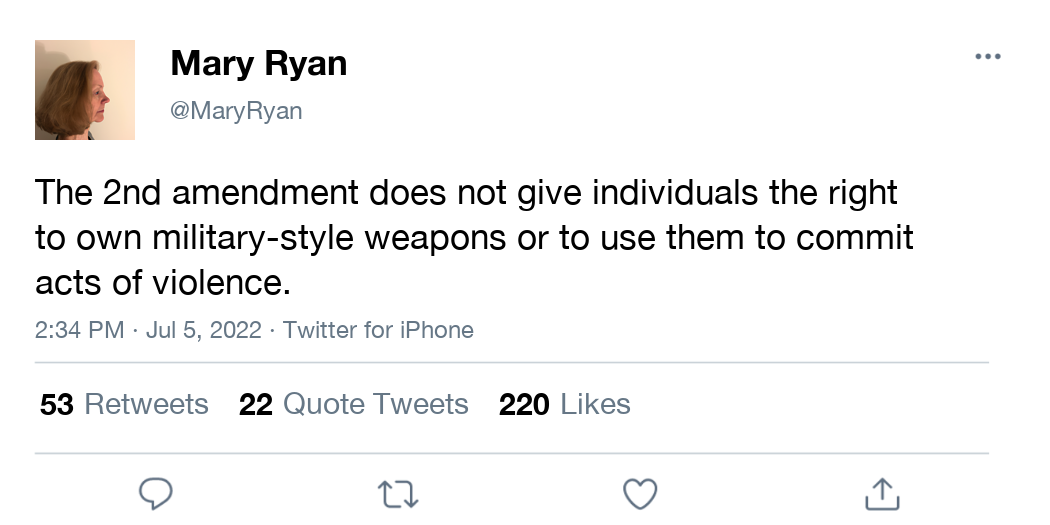 Mary Ryan
@MaryRyan
The 2nd amendment does not give individuals the right
to own military-style weapons or to use them to commit
acts of violence.
2:34 PM · Jul 5, 2022 · Twitter for iPhone
53 Retweets 22 Quote Tweets 220 Likes